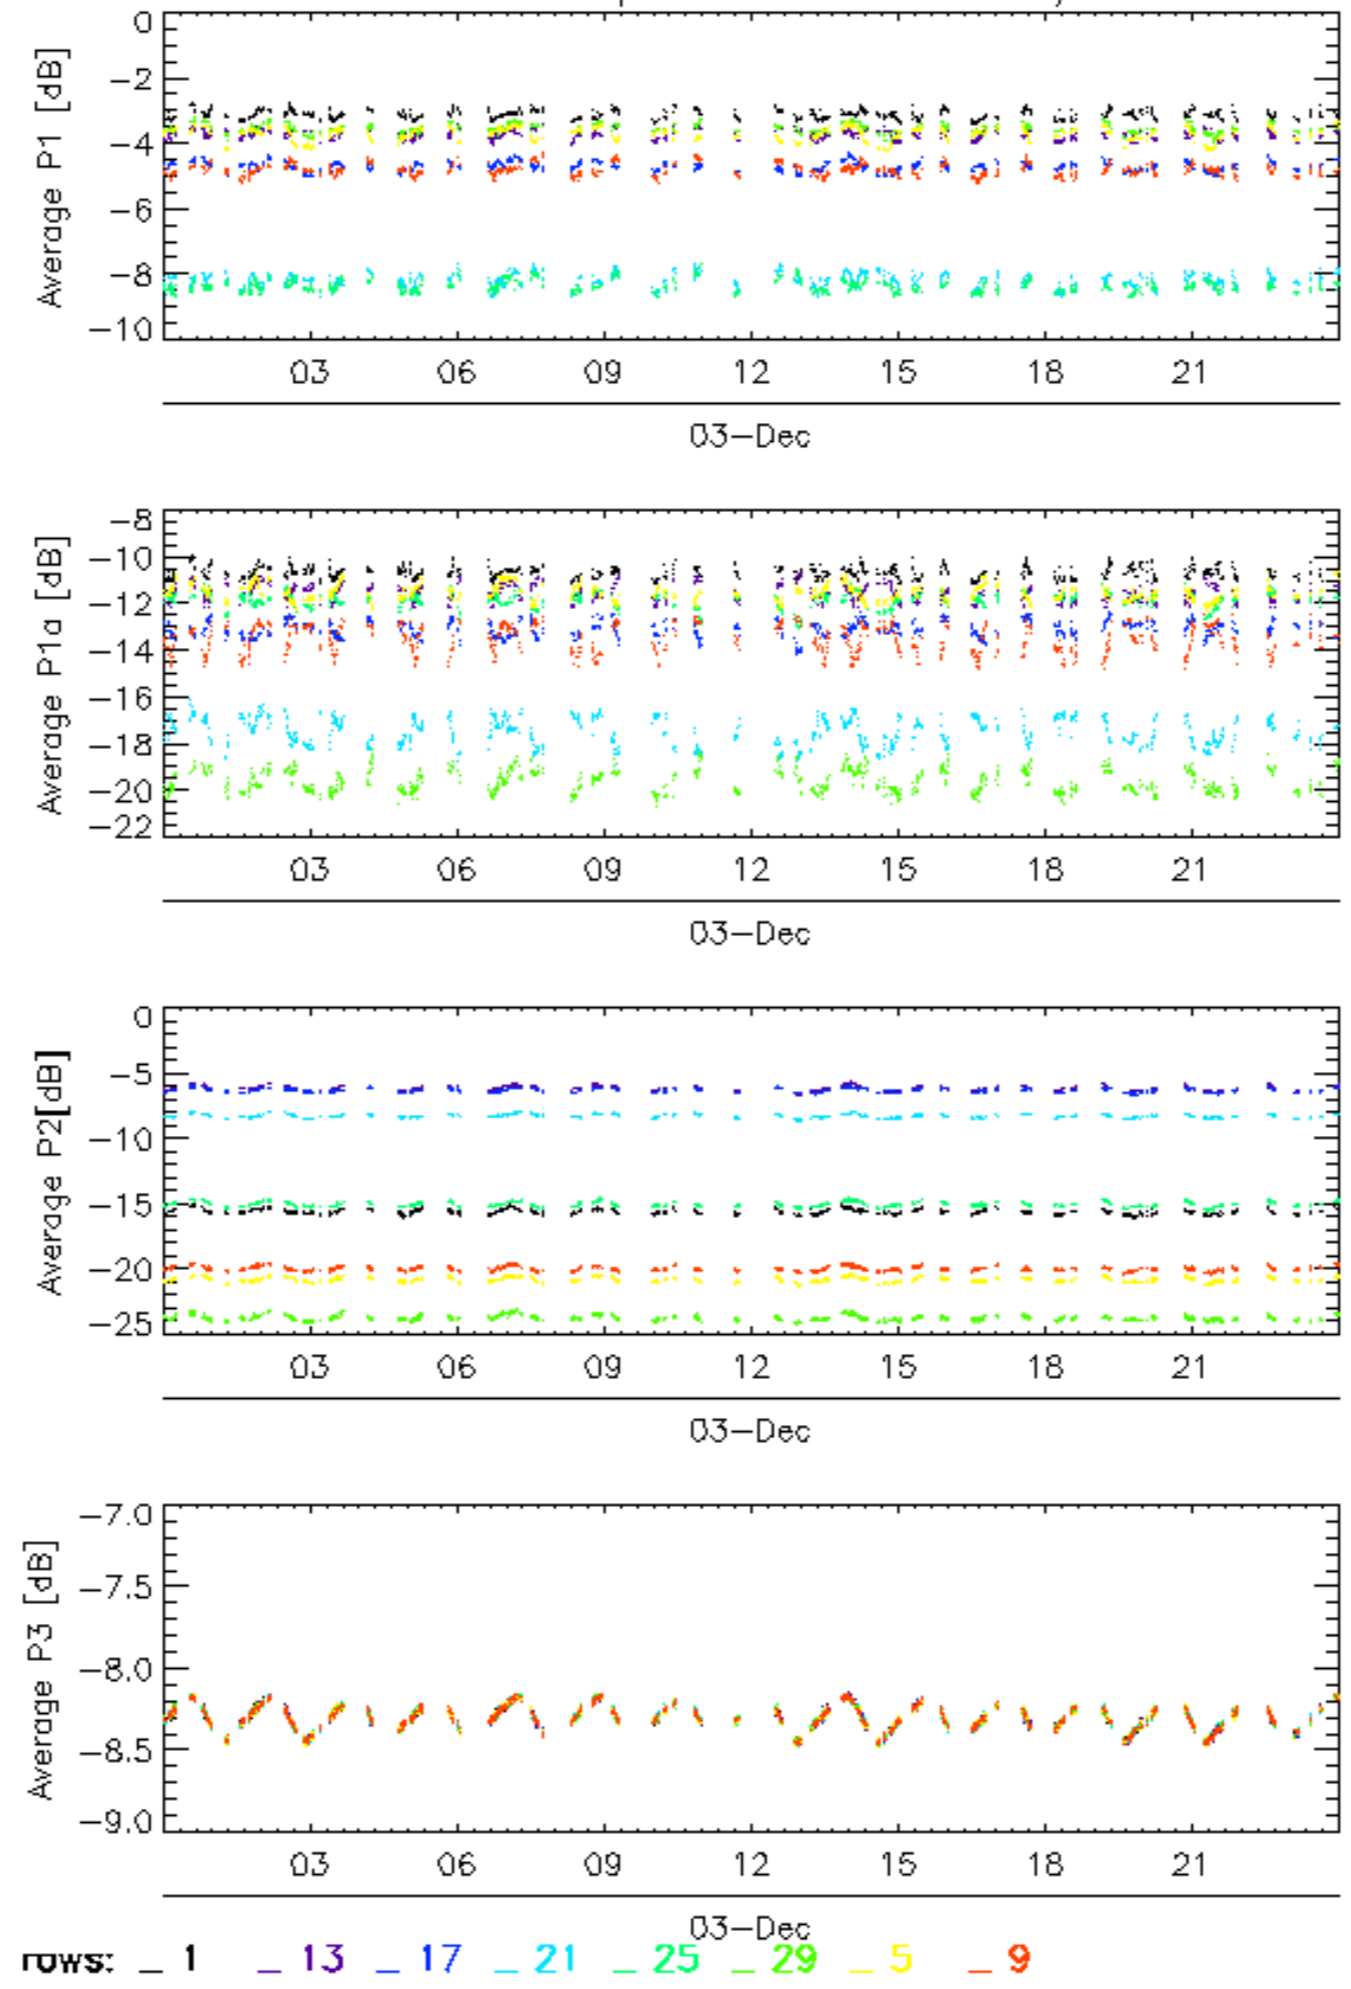 0
Average P1 [dB]
−2
−4
−6
−8
−10
03 06 09 12 15 18 21
03−Dec
−8
Average P1a [dB]
−10
−12
−14
−16
−18
−20
−22
03 06 09 12 15 18 21
03−Dec
0
Average P2[dB]
−5
−10
−15
−20
−25
03 06 09 12 15 18 21
03−Dec
−7.0
Average P3 [dB]
−7.5
−8.0
−8.5
−9.0
03 06 09 12 15 18 21
03−Dec
rows: _ 1 _ 13 _ 17 _ 21 _ 25 _ 29 _ 5 _ 9